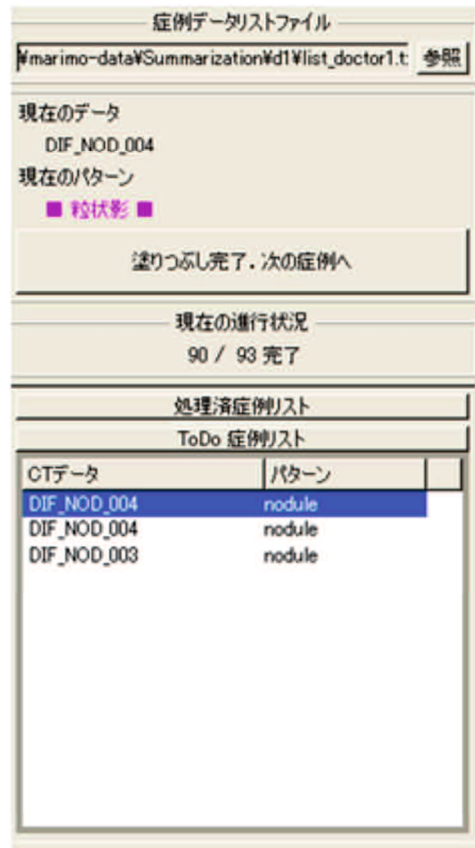 症例データリストファイル
¥marimo-data¥Summarization¥d1¥list_doctor1.t: 参照
現在のデータ
DIF_NOD_004
現在のパターン
■ 粒状影 ■
塗りつぶし完了. 次の症例へ
現在の進行状況
90 / 93 完了
処理済症例リスト
ToDo 症例リスト
CTデータ パターン
DIF_NOD_004 nodule
DIF_NOD_004 nodule
DIF_NOD_003 nodule